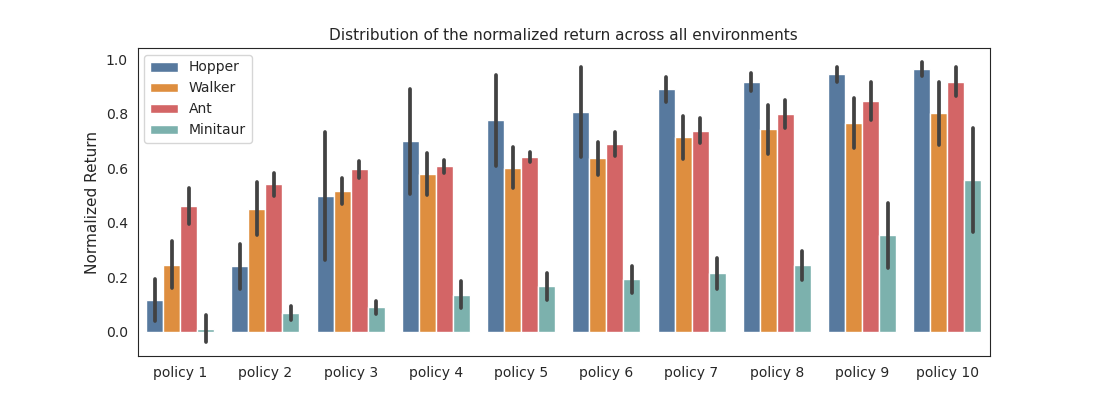 Distribution of the normalized return across all environments
Normalized Return
1.0
0.8
0.6
0.4
0.2
0.0
Hopper
Walker
Ant
Minitaur
policy 1 policy 2 policy 3 policy 4 policy 5 policy 6 policy 7 policy 8 policy 9 policy 10